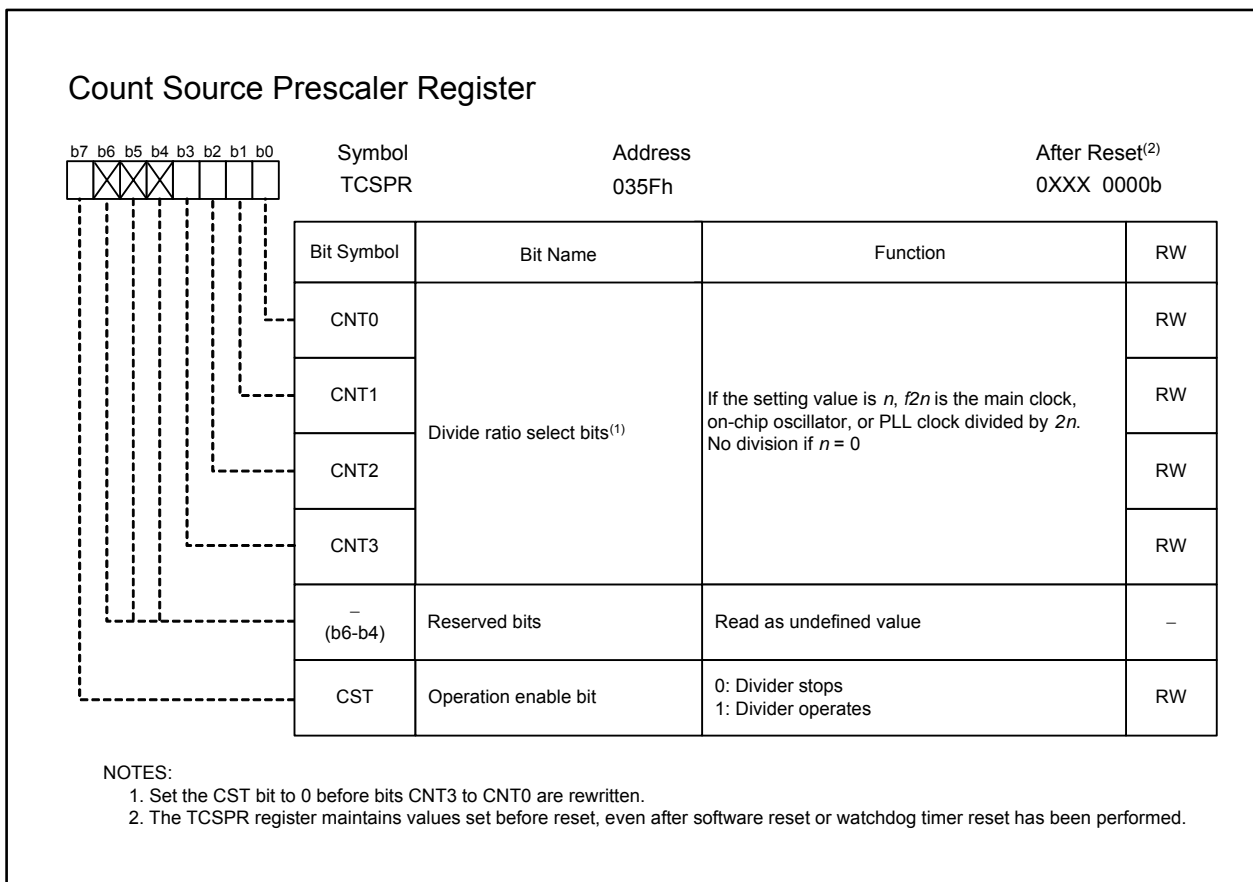 Count Source Prescaler Register
b7 b6 b5 b4 b3 b2 b1 b0
Symbol Address After Reset(2)
TCSPR 035Fh 0XXX 0000b
Bit Symbol Bit Name Function RW
CNT0 RW
CNT1 RW
Divide ratio select bits(1)
If the setting value is n, f2n is the main clock,
on-chip oscillator, or PLL clock divided by 2n.
No division if n = 0
CNT2 RW
CNT3 RW
–
(b6-b4) Reserved bits Read as undefined value –
CST Operation enable bit
0: Divider stops
1: Divider operates
RW
NOTES:
1. Set the CST bit to 0 before bits CNT3 to CNT0 are rewritten.
2. The TCSPR register maintains values set before reset, even after software reset or watchdog timer reset has been performed.